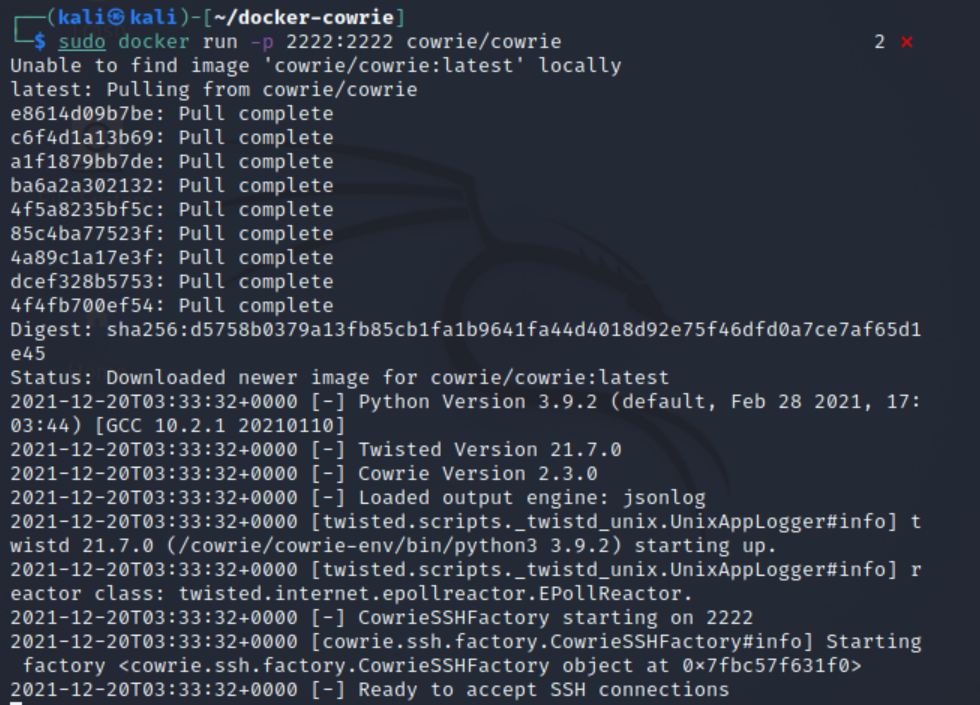 ┌──(kali㉿kali)-[~/docker-cowrie]
└─$ sudo docker run -p 2222:2222 cowrie/cowrie 2 ⨯
Unable to find image 'cowrie/cowrie:latest' locally
latest: Pulling from cowrie/cowrie
e8614d09b7be: Pull complete
c6f4d1a13b69: Pull complete
a1f1879bb7de: Pull complete
ba6a2a302132: Pull complete
4f5a8235bf5c: Pull complete
85c4ba77523f: Pull complete
4a89c1a17e3f: Pull complete
dcef328b5753: Pull complete
4f4fb700ef54: Pull complete
Digest: sha256:d5758b0379a13fb85cb1fa1b9641fa44d4018d92e75f46dfd0a7ce7af65d1
e45
Status: Downloaded newer image for cowrie/cowrie:latest
2021-12-20T03:33:32+0000 [-] Python Version 3.9.2 (default, Feb 28 2021, 17:
03:44) [GCC 10.2.1 20210110]
2021-12-20T03:33:32+0000 [-] Twisted Version 21.7.0
2021-12-20T03:33:32+0000 [-] Cowrie Version 2.3.0
2021-12-20T03:33:32+0000 [-] Loaded output engine: jsonlog
2021-12-20T03:33:32+0000 [twisted.scripts._twistd_unix.UnixAppLogger#info] t
wistd 21.7.0 (/cowrie/cowrie-env/bin/python3 3.9.2) starting up.
2021-12-20T03:33:32+0000 [twisted.scripts._twistd_unix.UnixAppLogger#info] r
eactor class: twisted.internet.epollreactor.EPollReactor.
2021-12-20T03:33:32+0000 [-] CowrieSSHFactory starting on 2222
2021-12-20T03:33:32+0000 [cowrie.ssh.factory.CowrieSSHFactory#info] Starting
 factory <cowrie.ssh.factory.CowrieSSHFactory object at 0×7fbc57f631f0>
2021-12-20T03:33:32+0000 [-] Ready to accept SSH connections